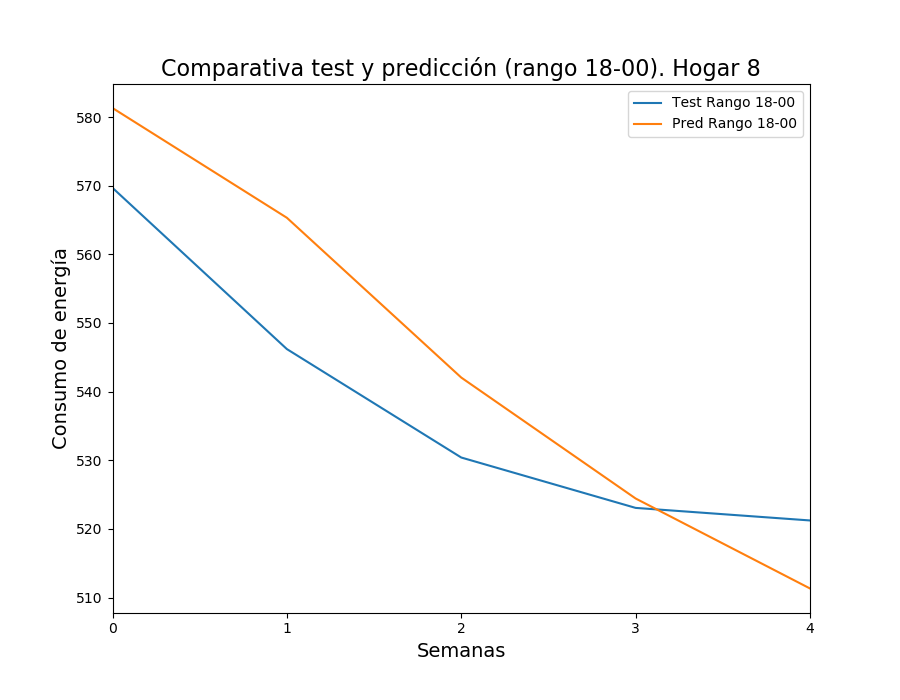 Comparativa test y predicción (rango 18-00). Hogar 8
Test Rango 18-00
Pred Rango 18-00
Consumo de energía
580
570
560
550
540
530
520
510
0 1 2 3 4
Semanas